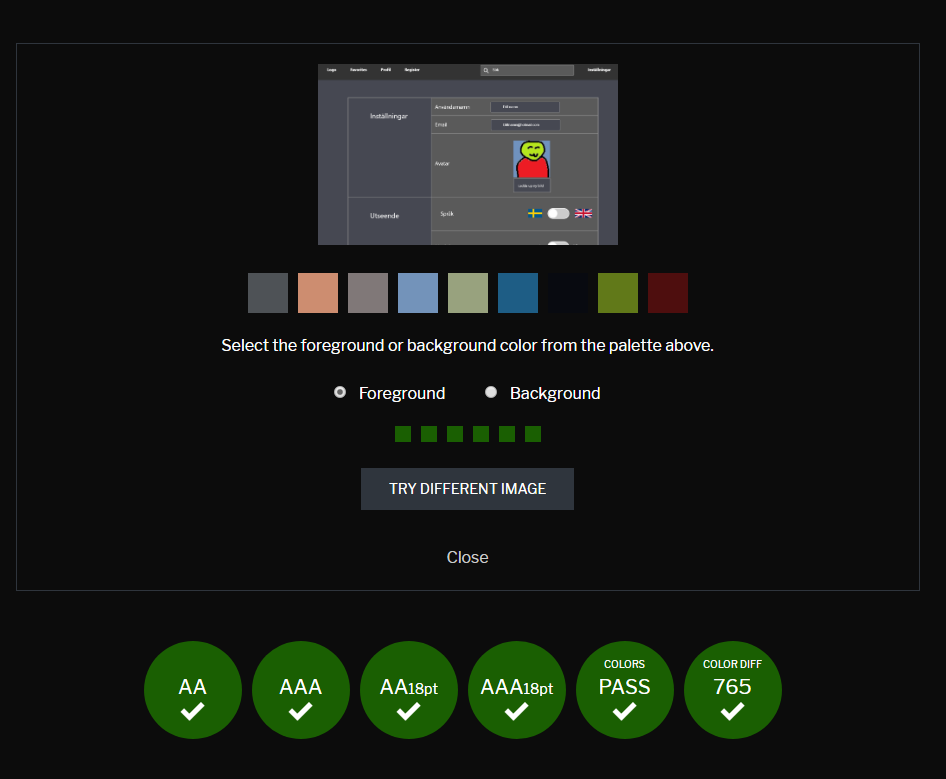 Logo Favoriter Profil Register Sök Inställningar
Inställningar
Användarnamn
Email
Avatar
Utseende
Språk
Select the foreground or background color from the palette above.
Foreground Background
TRY DIFFERENT IMAGE
Close
AA AAA AA18pt AAA18pt COLORS PASS COLOR DIFF 765